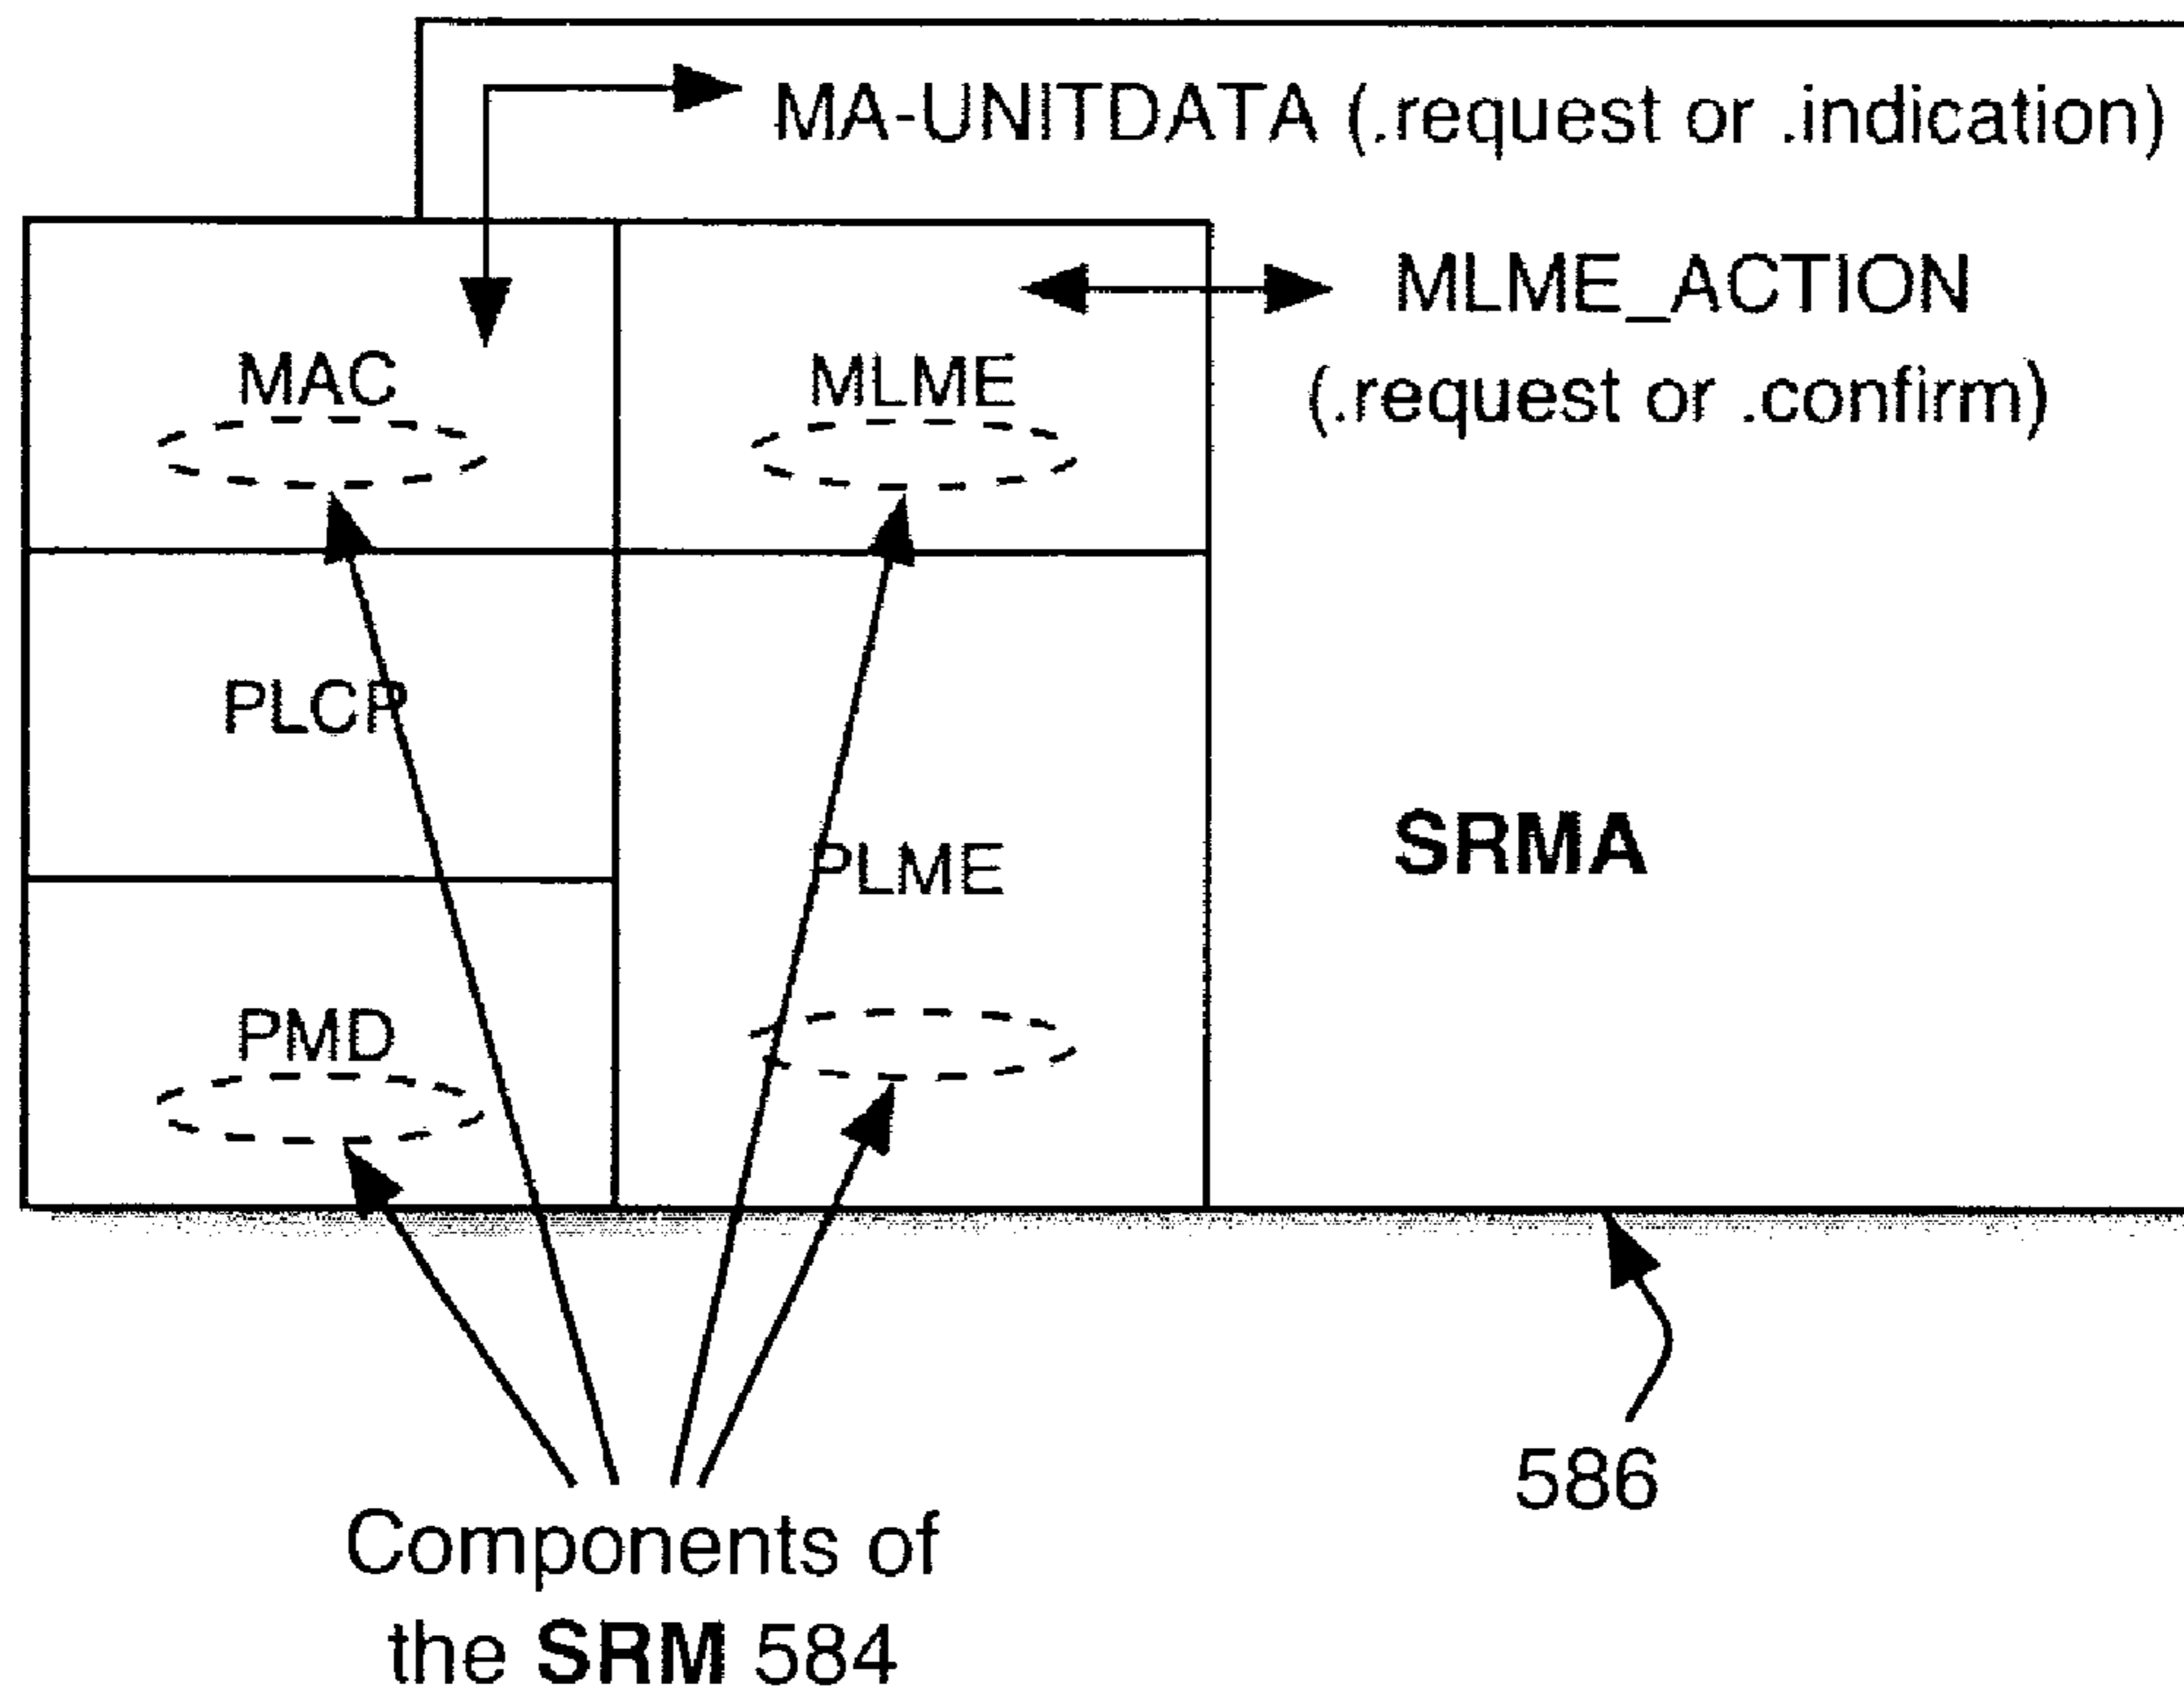 MA-UNITDATA (.request or .indication)
MLME_ACTION
(.request or .confirm)
MAC
MLME
PLCP
PLME
SRMA
PMD
586
Components of
the SRM 584